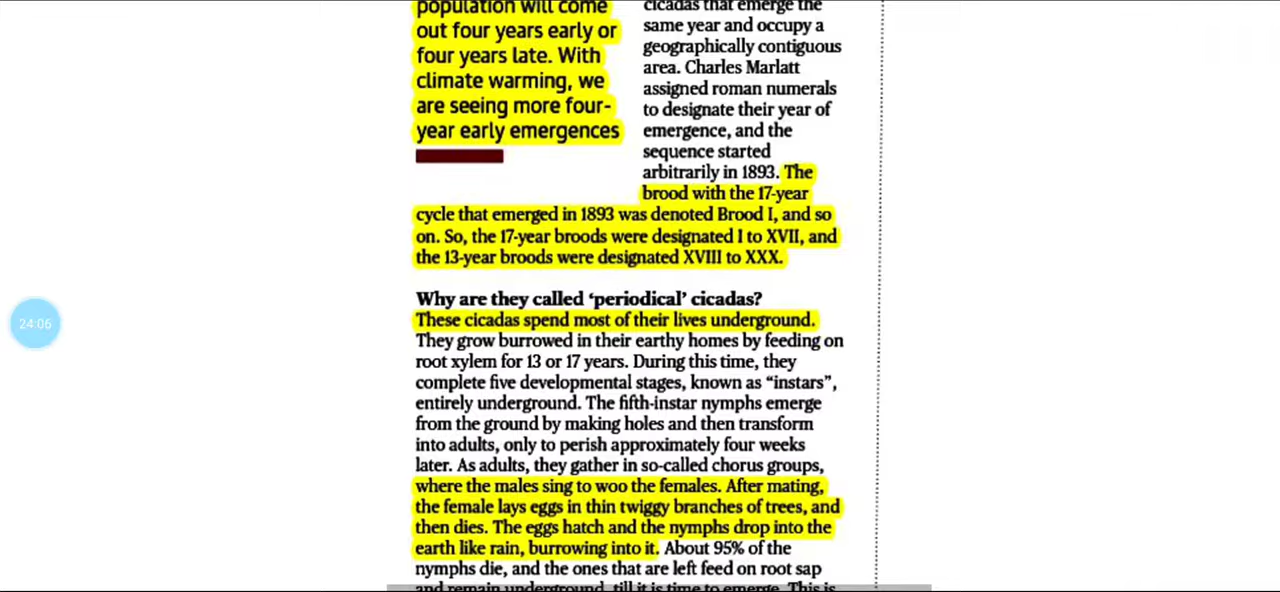 population will come
out four years early or
four years late. With
climate warming, we
are seeing more four-
year early emergences
cicadas that emerge the
same year and occupy a
geographically contiguous
area. Charles Marlatt
assigned roman numerals
to designate their year of
emergence, and the
sequence started
arbitrarily in 1893. The
brood with the 17-year
cycle that emerged in 1893 was denoted Brood I, and so
on. So, the 17-year broods were designated I to XVII, and
the 13-year broods were designated XVIII to XXX.
Why are they called ‘periodical’ cicadas?
These cicadas spend most of their lives underground.
They grow burrowed in their earthy homes by feeding on
root xylem for 13 or 17 years. During this time, they
complete five developmental stages, known as “instars”,
entirely underground. The fifth-instar nymphs emerge
from the ground by making holes and then transform
into adults, only to perish approximately four weeks
later. As adults, they gather in so-called chorus groups,
where the males sing to woo the females. After mating,
the female lays eggs in thin twiggy branches of trees, and
then dies. The eggs hatch and the nymphs drop into the
earth like rain, burrowing into it. About 95% of the
nymphs die, and the ones that are left feed on root sap
and remain underground, till it is time to emerge. This is
24:06